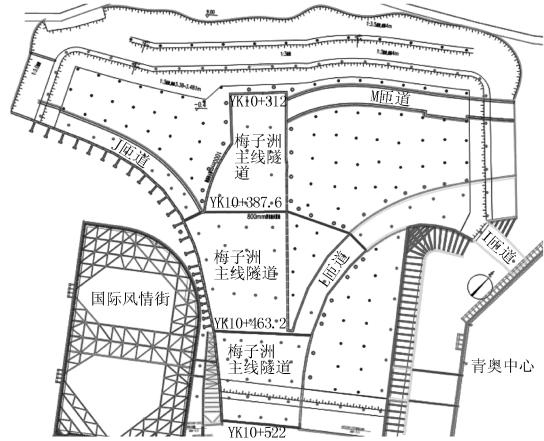 YK10+312
M匝道
梅子洲
主线隧
道
J匝道
YK10+387.6
梅子洲
主线隧道
L匝道
I匝道
国际风情街
YK10+463.2
梅子洲
主线隧道
青奥中心
YK10+522